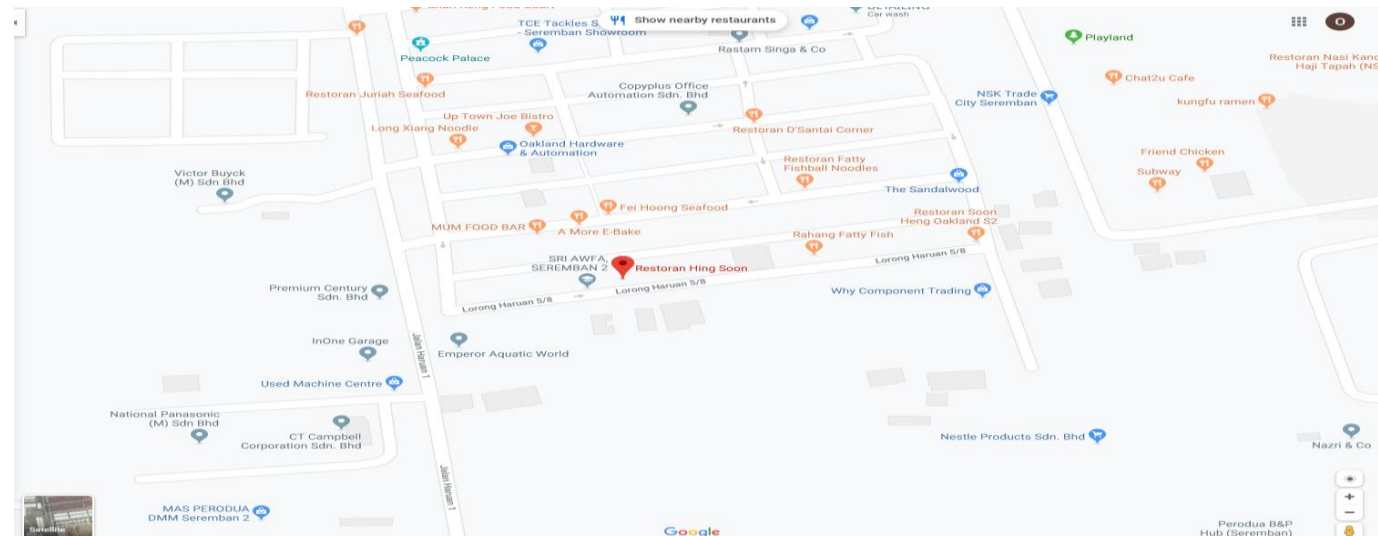 TCE Tackles S
- Seremban Showroom
Show nearby restaurants
Car wash
O
Peacock Palace
Rastam Singa & Co
Playland
Restoran Nasi Kand
Haji Tapah (NS
Chat2u Cafe
Restoran Juriah Seafood
Copyplus Office
Automation Sdn. Bhd
NSK Trade
City Seremban
kungfu ramen
Up Town Joe Bistro
Long Xiang Noodle
Restoran D'Santai Corner
Oakland Hardware
& Automation
Restoran Fatty
Fishball Noodles
Friend Chicken
Subway
Victor Buyck
(M) Sdn Bhd
The Sandalwood
Fei Hoong Seafood
MUM FOOD BAR
A More E-Bake
Restoran Soon
Heng Oakland S2
Rahang Fatty Fish
SRI AWFA,
SEREMBAN 2
Restoran Hing Soon
Lorong Haruan 5/8
Lorong Haruan 5/8
Lorong Haruan 5/8
Premium Century
Sdn. Bhd
Why Component Trading
InOne Garage
Jalan Haruan 1
Emperor Aquatic World
Used Machine Centre
National Panasonic
(M) Sdn Bhd
CT Campbell
Corporation Sdn. Bhd
Nestle Products Sdn. Bhd
Nazri & Co
Jalan Haruan 1
MAS PERODUA
DMM Seremban 2
Satellite
Google
Perodua B&P
Hub (Seremban)